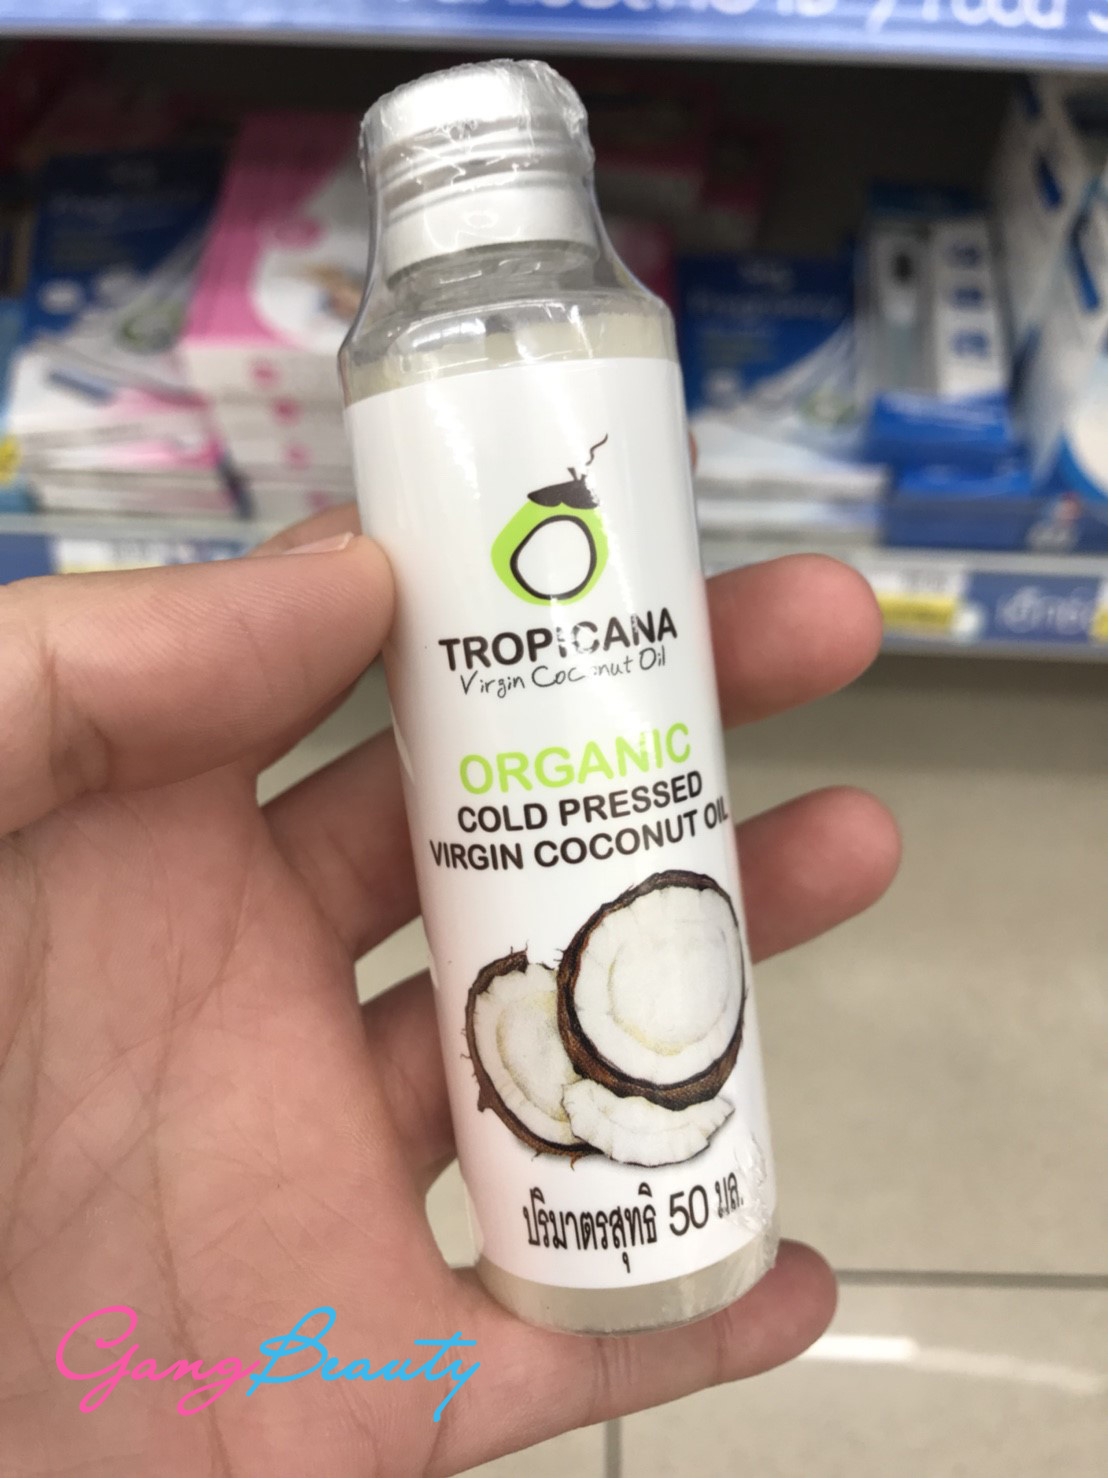 TROPICANA
Virgin Coconut Oil
ORGANIC
COLD PRESSED
VIRGIN COCONUT OIL
ปริมาตรสุทธิ 50 มล.
GangBeauty